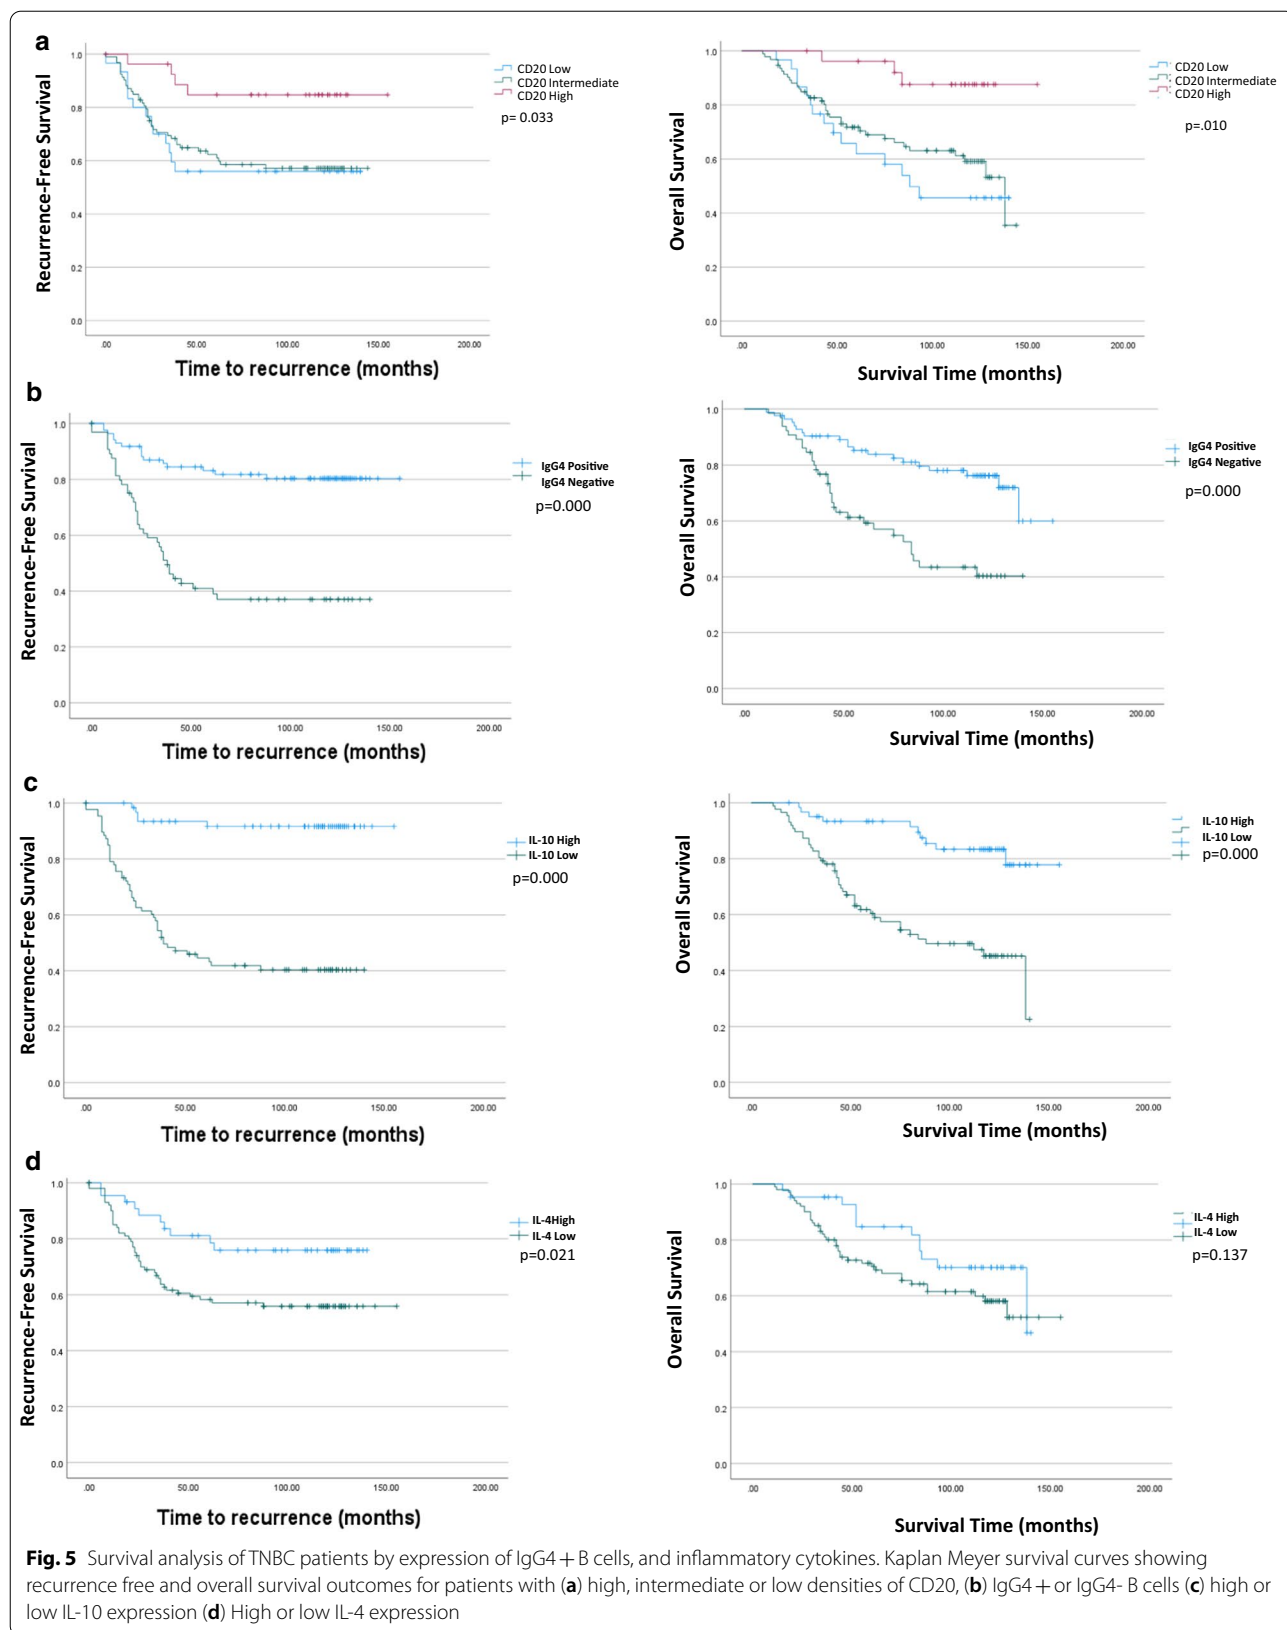 a
Recurrence-Free Survival
1.0
0.8
0.6
0.4
0.2
0.0
.00 50.00 100.00 150.00 200.00
Time to recurrence (months)
CD20 Low
CD20 Intermediate
CD20 High
p= 0.033
Overall Survival
1.0
0.8
0.6
0.4
0.2
0.0
.00 50.00 100.00 150.00 200.00
Survival Time (months)
CD20 Low
CD20 Intermediate
CD20 High
p=.010
b
Recurrence-Free Survival
1.0
0.8
0.6
0.4
0.2
0.0
.00 50.00 100.00 150.00 200.00
Time to recurrence (months)
IgG4 Positive
IgG4 Negative
p=0.000
Overall Survival
1.0
0.8
0.6
0.4
0.2
0.0
.00 50.00 100.00 150.00 200.00
Survival Time (months)
IgG4 Positive
IgG4 Negative
p=0.000
c
Recurrence-Free Survival
1.0
0.8
0.6
0.4
0.2
0.0
.00 50.00 100.00 150.00 200.00
Time to recurrence (months)
IL-10 High
IL-10 Low
p=0.000
Overall Survival
1.0
0.8
0.6
0.4
0.2
0.0
.00 50.00 100.00 150.00 200.00
Survival Time (months)
IL-10 High
IL-10 Low
p=0.000
d
Recurrence-Free Survival
1.0
0.8
0.6
0.4
0.2
0.0
.00 50.00 100.00 150.00 200.00
Time to recurrence (months)
IL-4High
IL-4 Low
p=0.021
Overall Survival
1.0
0.8
0.6
0.4
0.2
0.0
.00 50.00 100.00 150.00 200.00
Survival Time (months)
IL-4 High
IL-4 Low
p=0.137
Fig. 5 Survival analysis of TNBC patients by expression of IgG4 + B cells, and inflammatory cytokines. Kaplan Meyer survival curves showing
recurrence free and overall survival outcomes for patients with (a) high, intermediate or low densities of CD20, (b) IgG4 + or IgG4- B cells (c) high or
low IL-10 expression (d) High or low IL-4 expression